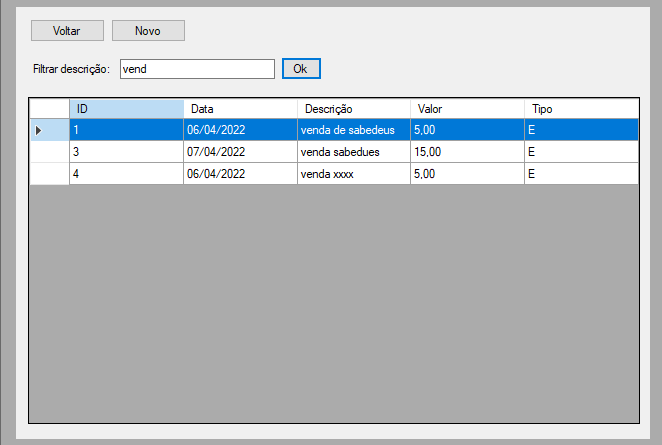 Voltar Novo
Filtrar descrição: vend Ok
ID Data Descrição Valor Tipo
1 06/04/2022 venda de sabedeus 5,00 E
3 07/04/2022 venda sabedues 15,00 E
4 06/04/2022 venda xxxx 5,00 E